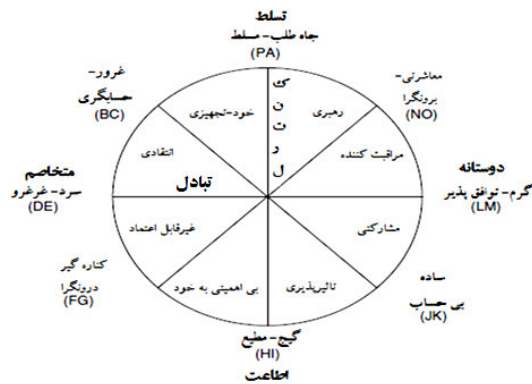 تسلط
جاه طلب- مسلط
(PA)
غرور-
حسابگری
(BC)
معاشرتی-
برونگرا
(NO)
ک
ن
ت
ر
ل
خود-تجهیزی
رهبری
انتقادی
مراقبت کننده
متخاصم
سرد- غرغرو
(DE)
تبادل
دوستانه
گرم- توافق پذیر
(LM)
غیرقابل اعتماد
مشارکتی
کناره گیر
درونگرا
(FG)
بی اهمیتی به خود
تاثیرپذیری
ساده
بی حساب
(JK)
گیج- مطیع
(HI)
اطاعت